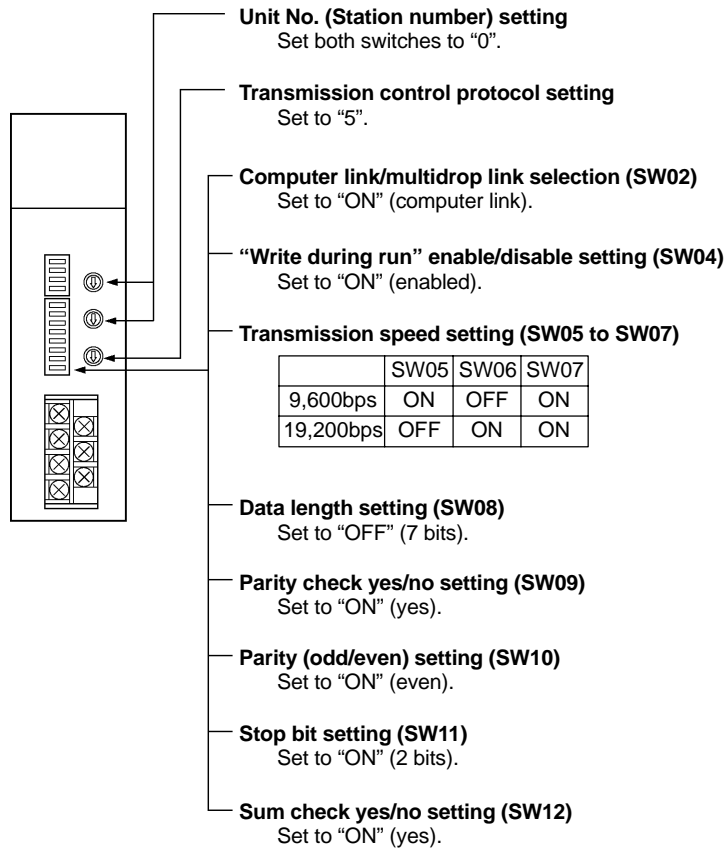 Unit No. (Station number) setting
Set both switches to “0”.
Transmission control protocol setting
Set to “5”.
Computer link/multidrop link selection (SW02)
Set to “ON” (computer link).
“Write during run” enable/disable setting (SW04)
Set to “ON” (enabled).
Transmission speed setting (SW05 to SW07)
SW05 SW06 SW07
9,600bps ON OFF ON
19,200bps OFF ON ON
Data length setting (SW08)
Set to “OFF” (7 bits).
Parity check yes/no setting (SW09)
Set to “ON” (yes).
Parity (odd/even) setting (SW10)
Set to “ON” (even).
Stop bit setting (SW11)
Set to “ON” (2 bits).
Sum check yes/no setting (SW12)
Set to “ON” (yes).